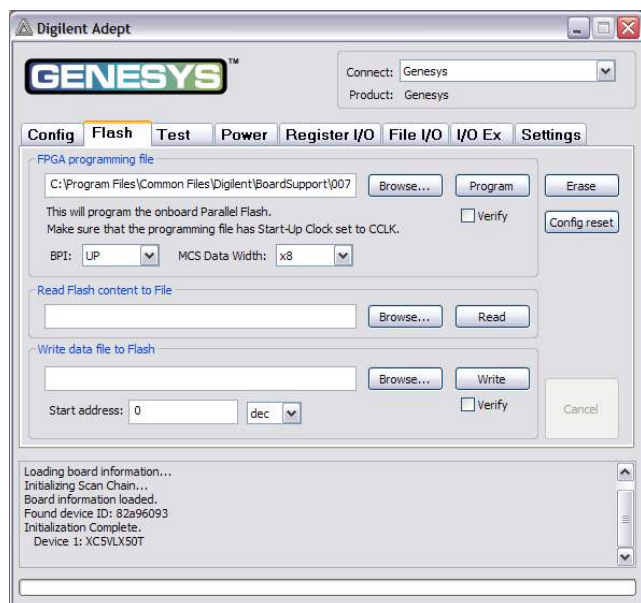 Digilent Adept
GENESYS™
Connect: Genesys
Product: Genesys
Config Flash Test Power Register I/O File I/O I/O Ex Settings
FPGA programming file
C:\Program Files\Common Files\Digilent\BoardSupport\007 Browse... Program Erase
This will program the onboard Parallel Flash.
Make sure that the programming file has Start-Up Clock set to CCLK.
Verify
Config reset
BPI: UP MCS Data Width: x8
Read Flash content to File
Browse... Read
Write data file to Flash
Browse... Write
Start address: 0 dec Verify
Cancel
Loading board information...
Initializing Scan Chain...
Board information loaded.
Found device ID: 82a96093
Initialization Complete.
Device 1: XC5VLX50T